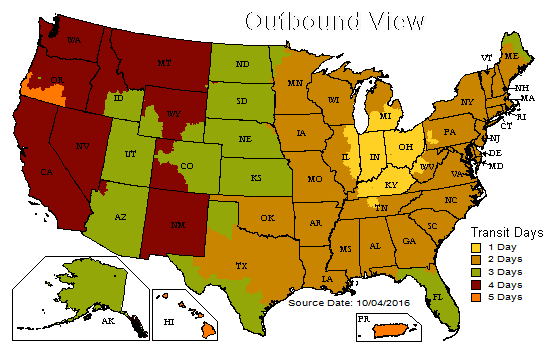 Outbound View
WA
MT
ND
MN
ME
VT
OR
ID
WY
SD
WI
MI
NY
NH
MA
RI
CT
NE
IA
PA
NJ
NV
UT
CO
IL
IN
OH
DE
MD
CA
KS
MO
KY
WV
VA
AZ
NM
OK
AR
TN
NC
SC
TX
LA
MS
AL
GA
FL
Transit Days
1 Day
2 Days
3 Days
4 Days
5 Days
Source Date: 10/04/2016
AK
HI
PR